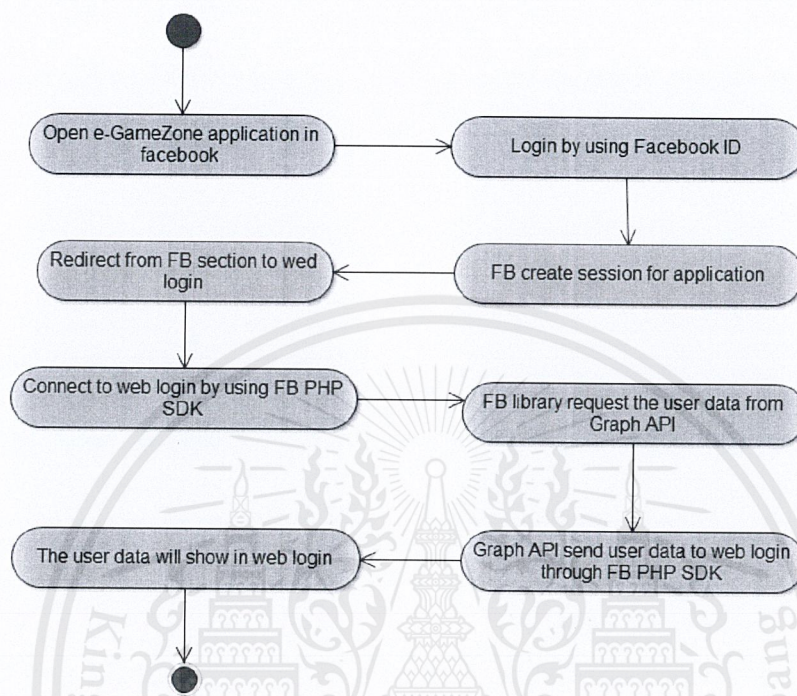 Open e-GameZone application in
facebook
Login by using Facebook ID
Redirect from FB section to wed
login
FB create session for application
Connect to web login by using FB PHP
SDK
FB library request the user data from
Graph API
The user data will show in web login
Graph API send user data to web login
through FB PHP SDK
King
ang